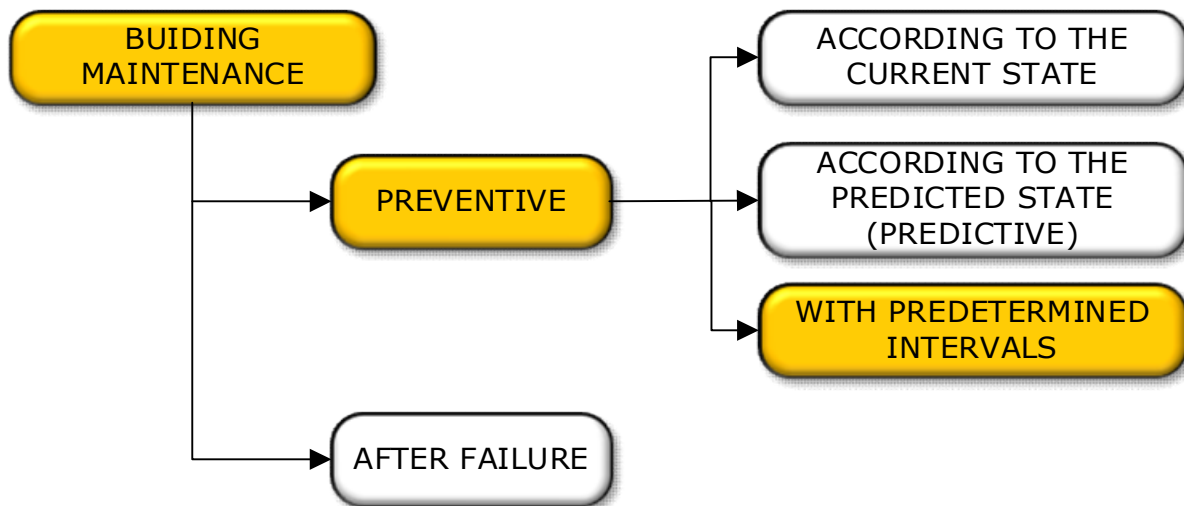 BUIDING
MAINTENANCE
PREVENTIVE
AFTER FAILURE
ACCORDING TO THE
CURRENT STATE
ACCORDING TO THE
PREDICTED STATE
(PREDICTIVE)
WITH PREDETERMINED
INTERVALS